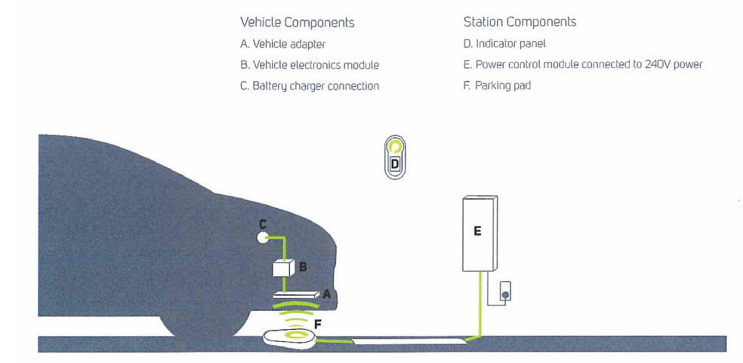 Vehicle Components
A. Vehicle adapter
B. Vehicle electronics module
C. Battery charger connection
Station Components
D. Indicator panel
E. Power control module connected to 240V power
F. Parking pad
D
C
E
B
A
F